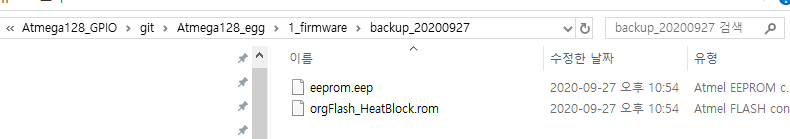 « Atmega128_GPIO > git > Atmega128_egg > 1_firmware > backup_20200927
backup_20200927 검색
이름 수정한 날짜 유형
eeprom.eep 2020-09-27 오후 10:54 Atmel EEPROM c...
orgFlash_HeatBlock.rom 2020-09-27 오후 10:54 Atmel FLASH con...